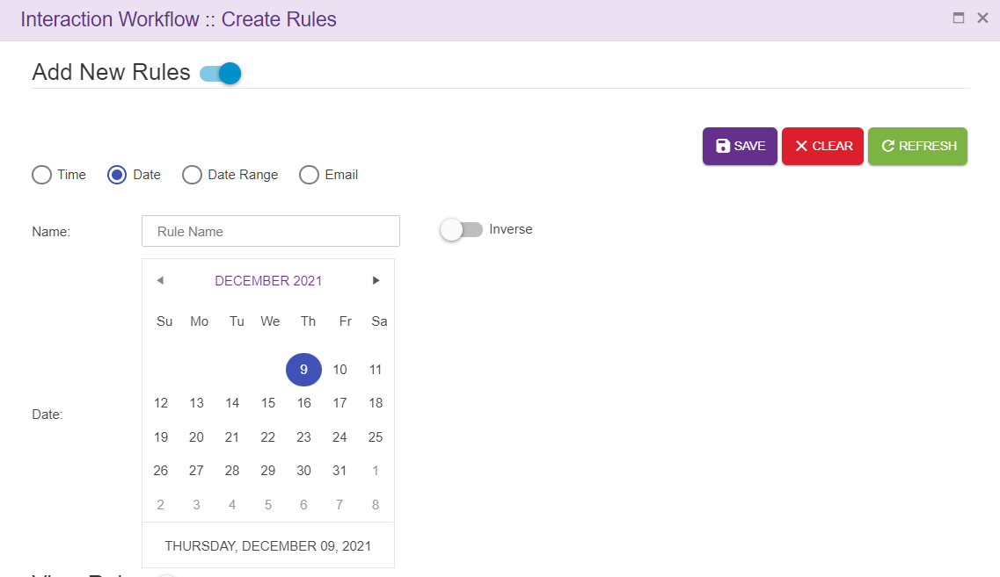 Interaction Workflow :: Create Rules
Add New Rules
SAVE CLEAR REFRESH
Time Date Date Range Email
Name: Rule Name Inverse
DECEMBER 2021
Su Mo Tu We Th Fr Sa
9 10 11
12 13 14 15 16 17 18
19 20 21 22 23 24 25
Date:
26 27 28 29 30 31 1
2 3 4 5 6 7 8
THURSDAY, DECEMBER 09, 2021